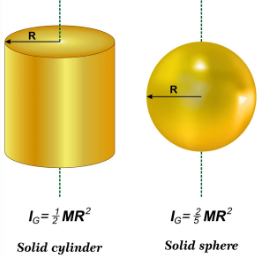 R
R
I_G = 1/2 MR²
I_G = 2/5 MR²
Solid cylinder
Solid sphere